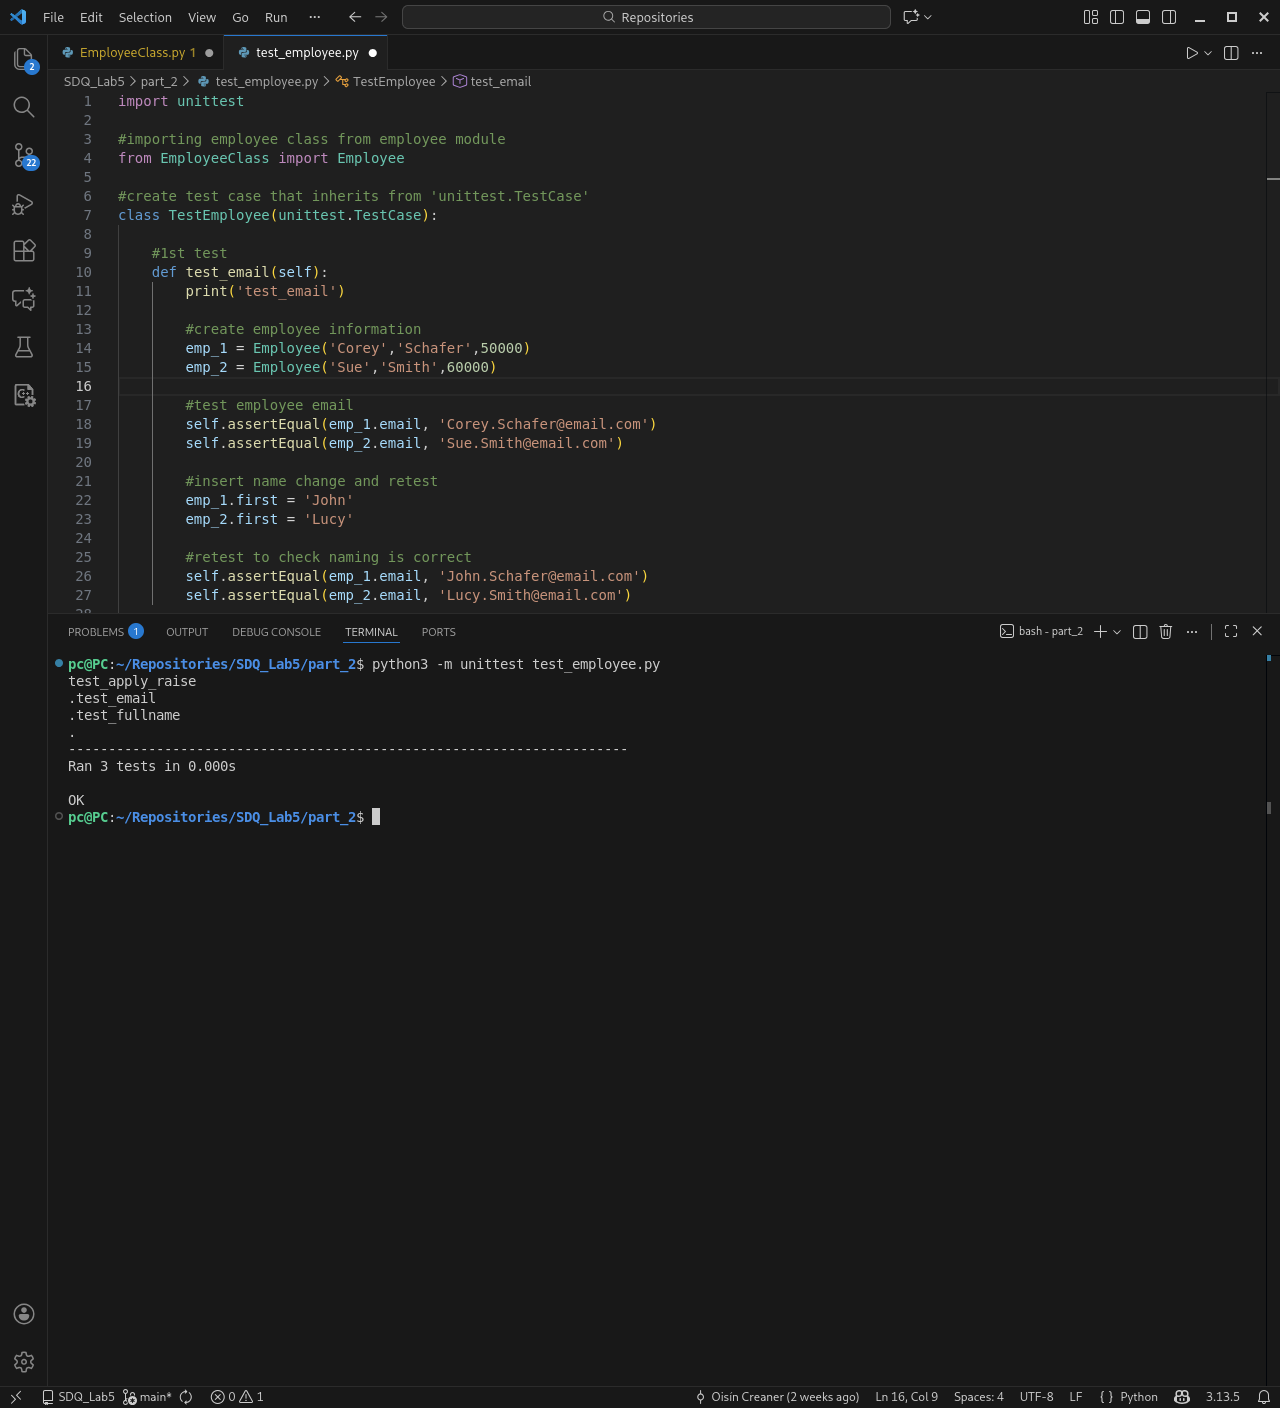 File Edit Selection View Go Run ··· Repositories
2
EmployeeClass.py 1 test_employee.py
SDQ_Lab5 > part_2 > test_employee.py > TestEmployee > test_email
1 import unittest
2
3 #importing employee class from employee module
4 from EmployeeClass import Employee
5
6 #create test case that inherits from 'unittest.TestCase'
7 class TestEmployee(unittest.TestCase):
8
9 #1st test
10 def test_email(self):
11 print('test_email')
12
13 #create employee information
14 emp_1 = Employee('Corey','Schafer',50000)
15 emp_2 = Employee('Sue','Smith',60000)
16
17 #test employee email
18 self.assertEqual(emp_1.email, 'Corey.Schafer@email.com')
19 self.assertEqual(emp_2.email, 'Sue.Smith@email.com')
20
21 #insert name change and retest
22 emp_1.first = 'John'
23 emp_2.first = 'Lucy'
24
25 #retest to check naming is correct
26 self.assertEqual(emp_1.email, 'John.Schafer@email.com')
27 self.assertEqual(emp_2.email, 'Lucy.Smith@email.com')
28
22
PROBLEMS 1 OUTPUT DEBUG CONSOLE TERMINAL PORTS bash - part_2
pc@PC:~/Repositories/SDQ_Lab5/part_2$ python3 -m unittest test_employee.py
test_apply_raise
.test_email
.test_fullname
.
----------------------------------------------------------------------
Ran 3 tests in 0.000s
OK
pc@PC:~/Repositories/SDQ_Lab5/part_2$
SDQ_Lab5 main* 0 1 Oisín Creaner (2 weeks ago) Ln 16, Col 9 Spaces: 4 UTF-8 LF { } Python 3.13.5